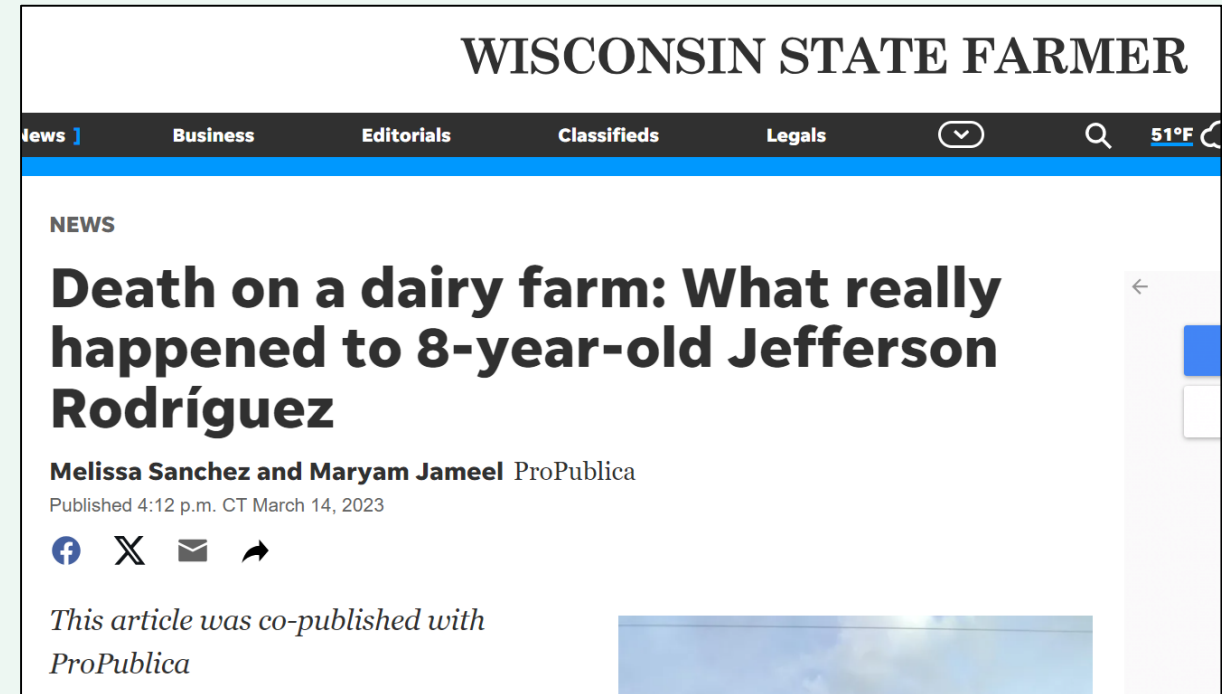 WISCONSIN STATE FARMER
News ] Business Editorials Classifieds Legals 51°F
NEWS
Death on a dairy farm: What really
happened to 8-year-old Jefferson
Rodríguez
Melissa Sanchez and Maryam Jameel ProPublica
Published 4:12 p.m. CT March 14, 2023
This article was co-published with
ProPublica